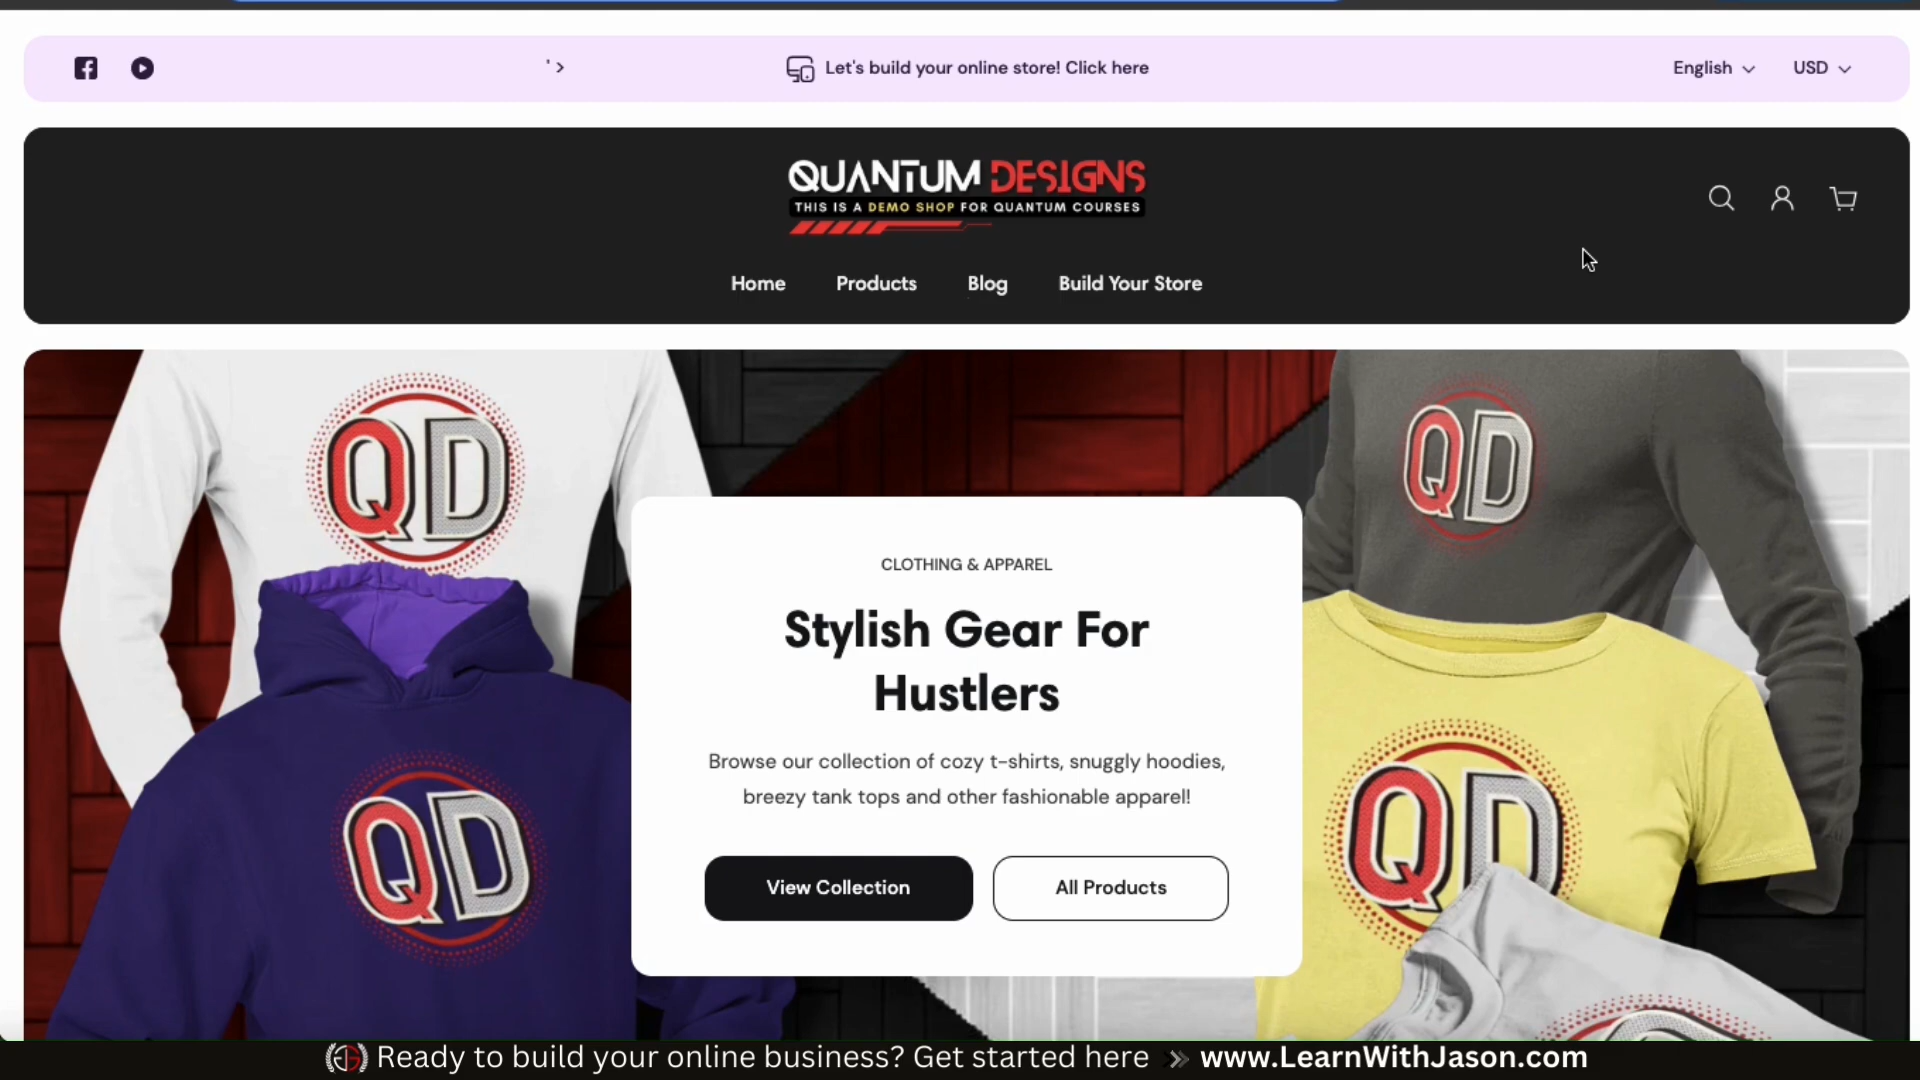 ' >
Let's build your online store! Click here
English
USD
QUANTUM DESIGNS
THIS IS A DEMO SHOP FOR QUANTUM COURSES
Home
Products
Blog
Build Your Store
QD
QD
CLOTHING & APPAREL
Stylish Gear For
Hustlers
Browse our collection of cozy t-shirts, snuggly hoodies,
breezy tank tops and other fashionable apparel!
View Collection
All Products
QD
QD
Ready to build your online business? Get started here » www.LearnWithJason.com